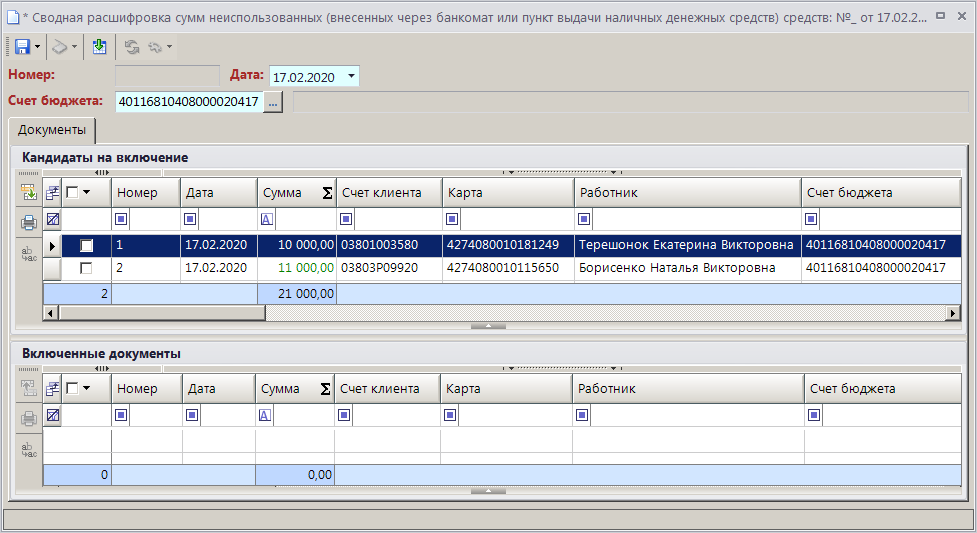 * Сводная расшифровка сумм неиспользованных (внесенных через банкомат или пункт выдачи наличных денежных средств) средств: №_ от 17.02.2...
Номер: Дата: 17.02.2020
Счет бюджета: 40116810408000020417 ...
Документы
Кандидаты на включение
Номер Дата Сумма Σ Счет клиента Карта Работник Счет бюджета
A
1 17.02.2020 10 000,00 03801003580 4274080010181249 Терешонок Екатерина Викторовна 40116810408000020417
2 17.02.2020 11 000,00 03803P09920 4274080010115650 Борисенко Наталья Викторовна 40116810408000020417
2 21 000,00
Включенные документы
Номер Дата Сумма Σ Счет клиента Карта Работник Счет бюджета
A
0 0,00